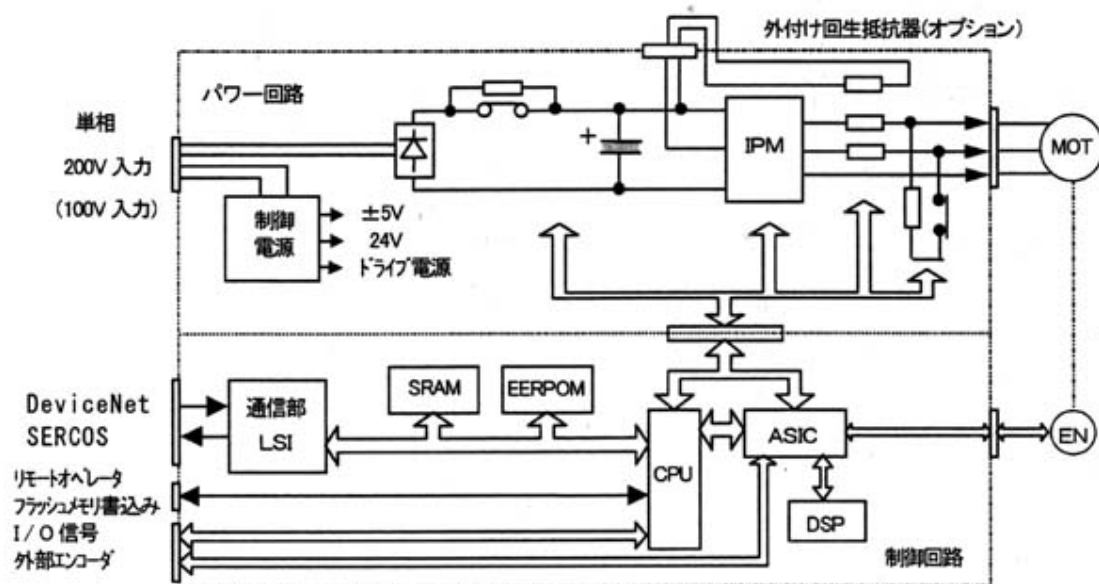 外付け回生抵抗器(オプション)
パワー回路
単相
200V 入力
(100V 入力)
制御
電源
±5V
24V
ドライブ電源
+
IPM
MOT
DeviceNet
SERCOS
通信部
LSI
SRAM
EERPOM
CPU
ASIC
DSP
EN
リモートオペレータ
フラッシュメモリ書込み
I/O 信号
外部エンコーダ
制御回路